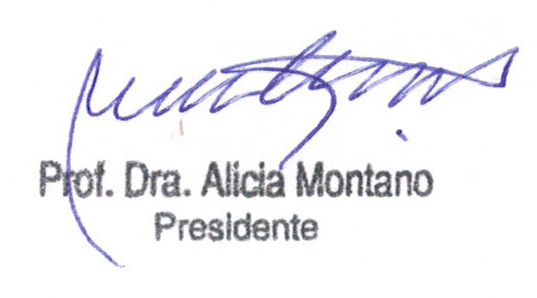 Prof. Dra. Alicia Montano
Presidente